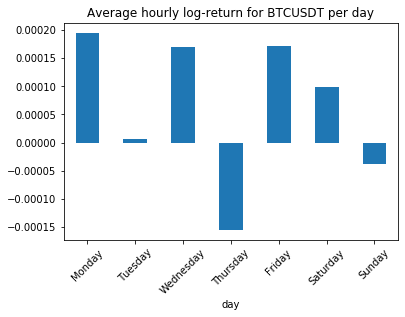 Average hourly log-return for BTCUSDT per day
0.00020
0.00015
0.00010
0.00005
0.00000
−0.00005
−0.00010
−0.00015
Monday
Tuesday
Wednesday
Thursday
Friday
Saturday
Sunday
day